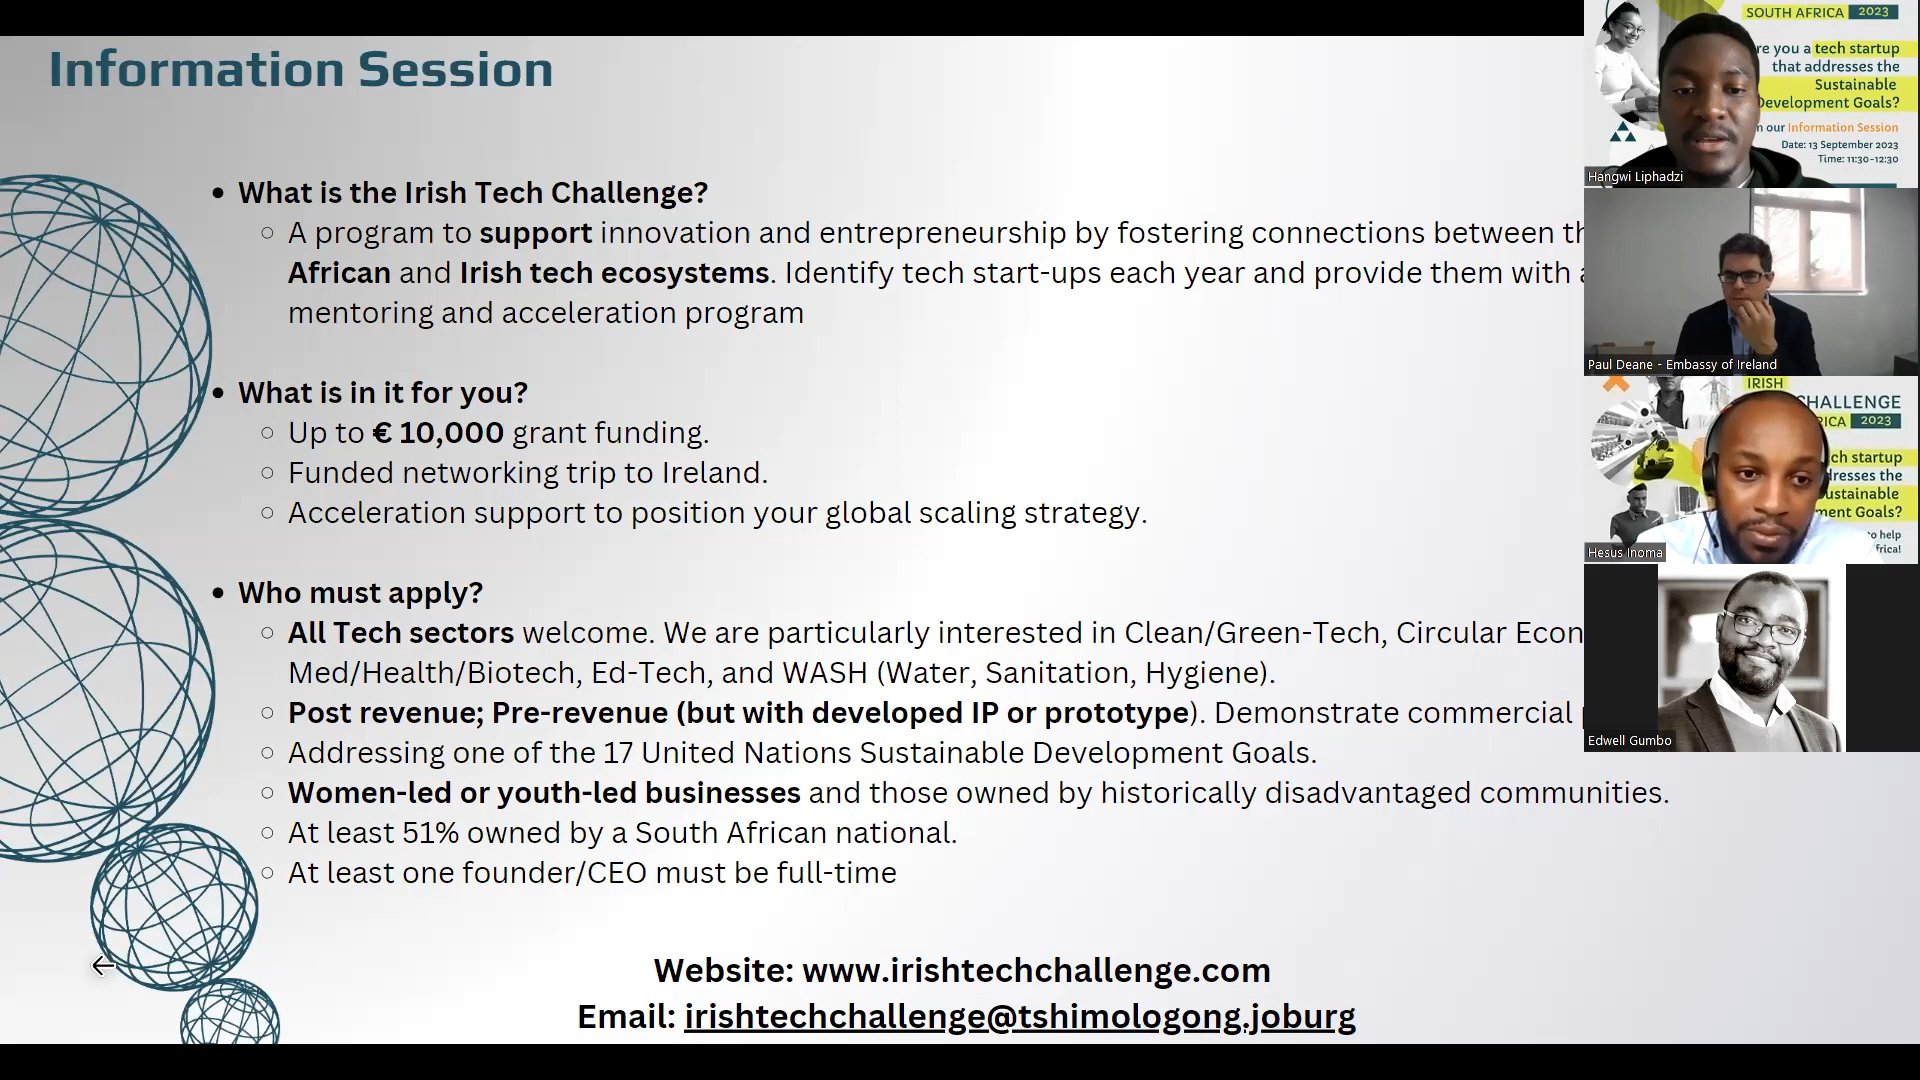 Information Session
What is the Irish Tech Challenge?
A program to support innovation and entrepreneurship by fostering connections between
African and Irish tech ecosystems. Identify tech start-ups each year and provide them with
mentoring and acceleration program
What is in it for you?
Up to € 10,000 grant funding.
Funded networking trip to Ireland.
Acceleration support to position your global scaling strategy.
Who must apply?
All Tech sectors welcome. We are particularly interested in Clean/Green-Tech, Circular Econ
Med/Health/Biotech, Ed-Tech, and WASH (Water, Sanitation, Hygiene).
Post revenue; Pre-revenue (but with developed IP or prototype). Demonstrate commercial
Addressing one of the 17 United Nations Sustainable Development Goals.
Women-led or youth-led businesses and those owned by historically disadvantaged communities.
At least 51% owned by a South African national.
At least one founder/CEO must be full-time
Website: www.irishtechchallenge.com
Email: irishtechchallenge@tshimologong.joburg
SOUTH AFRICA 2023
re you a tech startup
that addresses the
Sustainable
Development Goals?
our Information Session
Date: 13 September 2023
Time: 11:30-12:30
Hangwi Liphadzi
Paul Deane - Embassy of Ireland
IRISH
CHALLENGE
RICA 2023
ch startup
dresses the
ustainable
ment Goals?
to help
frica!
Hesus Inoma
Edwell Gumbo